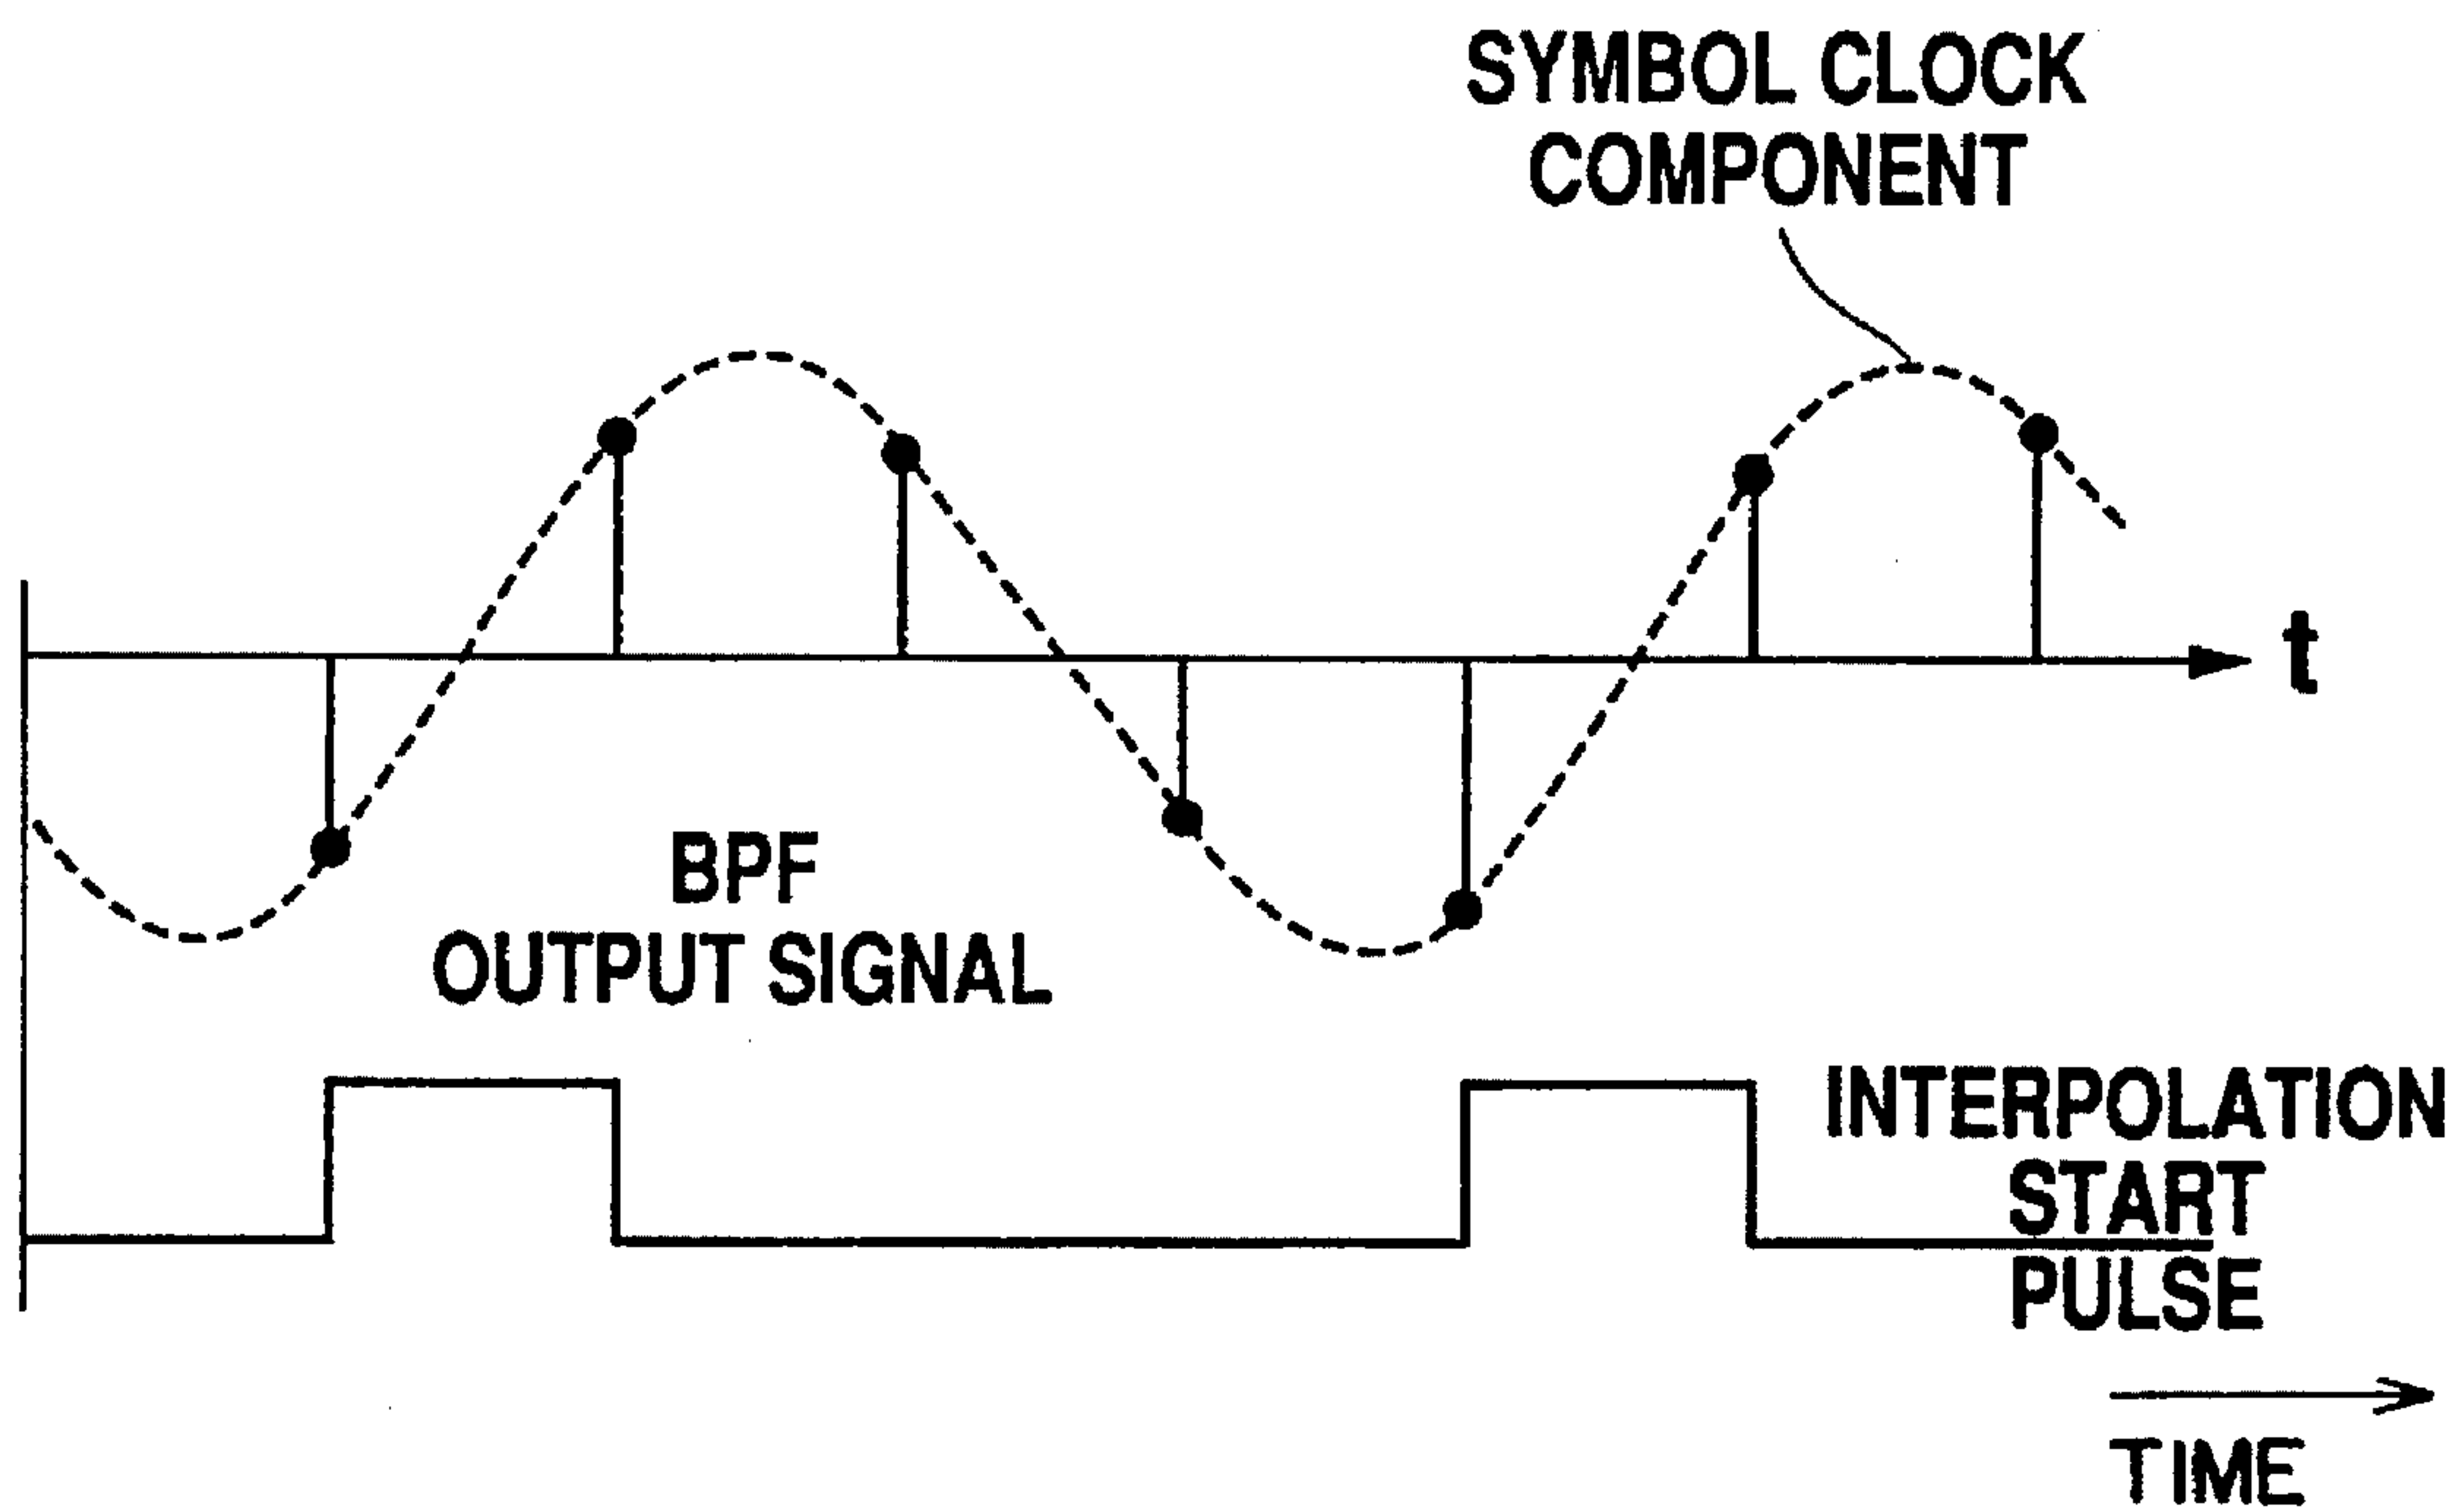 SYMBOL CLOCK
COMPONENT
t
BPF
OUTPUT SIGNAL
INTERPOLATION
START
PULSE
TIME